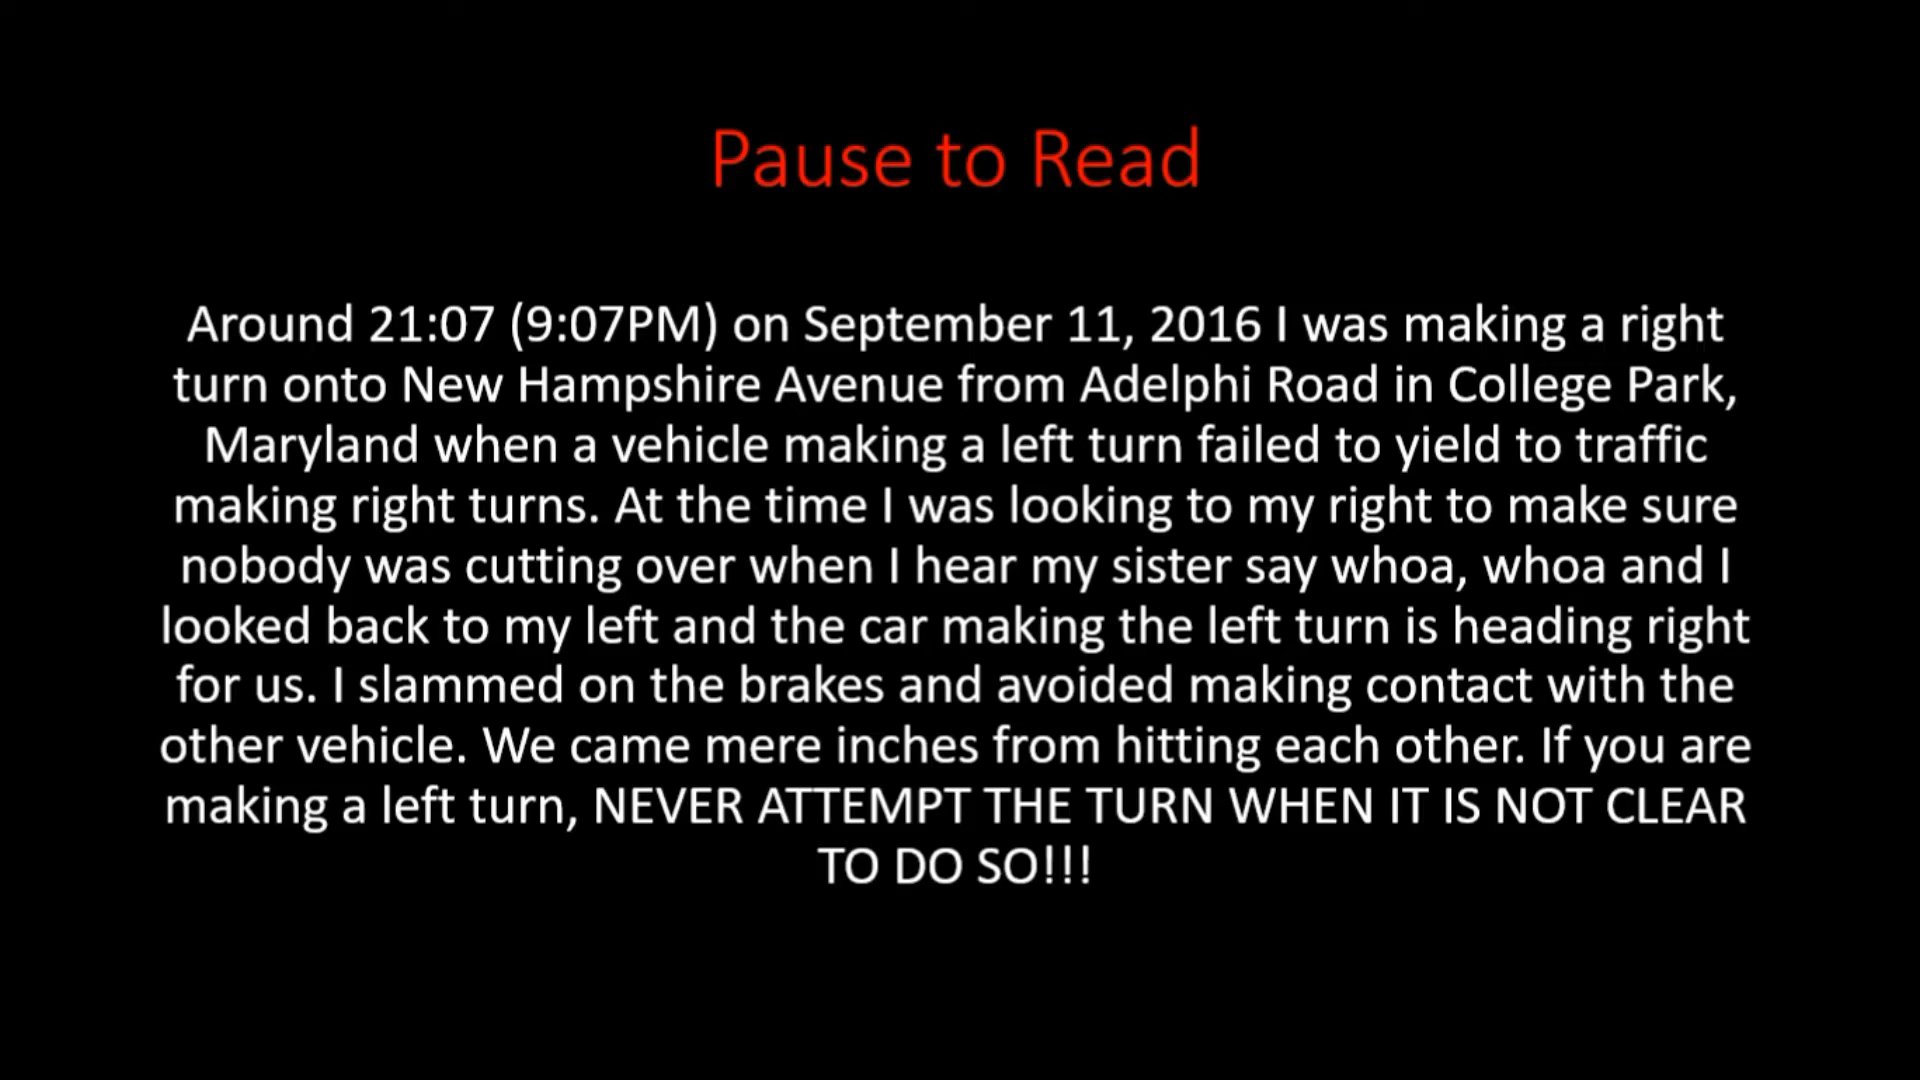 Pause to Read
Around 21:07 (9:07PM) on September 11, 2016 I was making a right
turn onto New Hampshire Avenue from Adelphi Road in College Park,
Maryland when a vehicle making a left turn failed to yield to traffic
making right turns. At the time I was looking to my right to make sure
nobody was cutting over when I hear my sister say whoa, whoa and I
looked back to my left and the car making the left turn is heading right
for us. I slammed on the brakes and avoided making contact with the
other vehicle. We came mere inches from hitting each other. If you are
making a left turn, NEVER ATTEMPT THE TURN WHEN IT IS NOT CLEAR
TO DO SO!!!